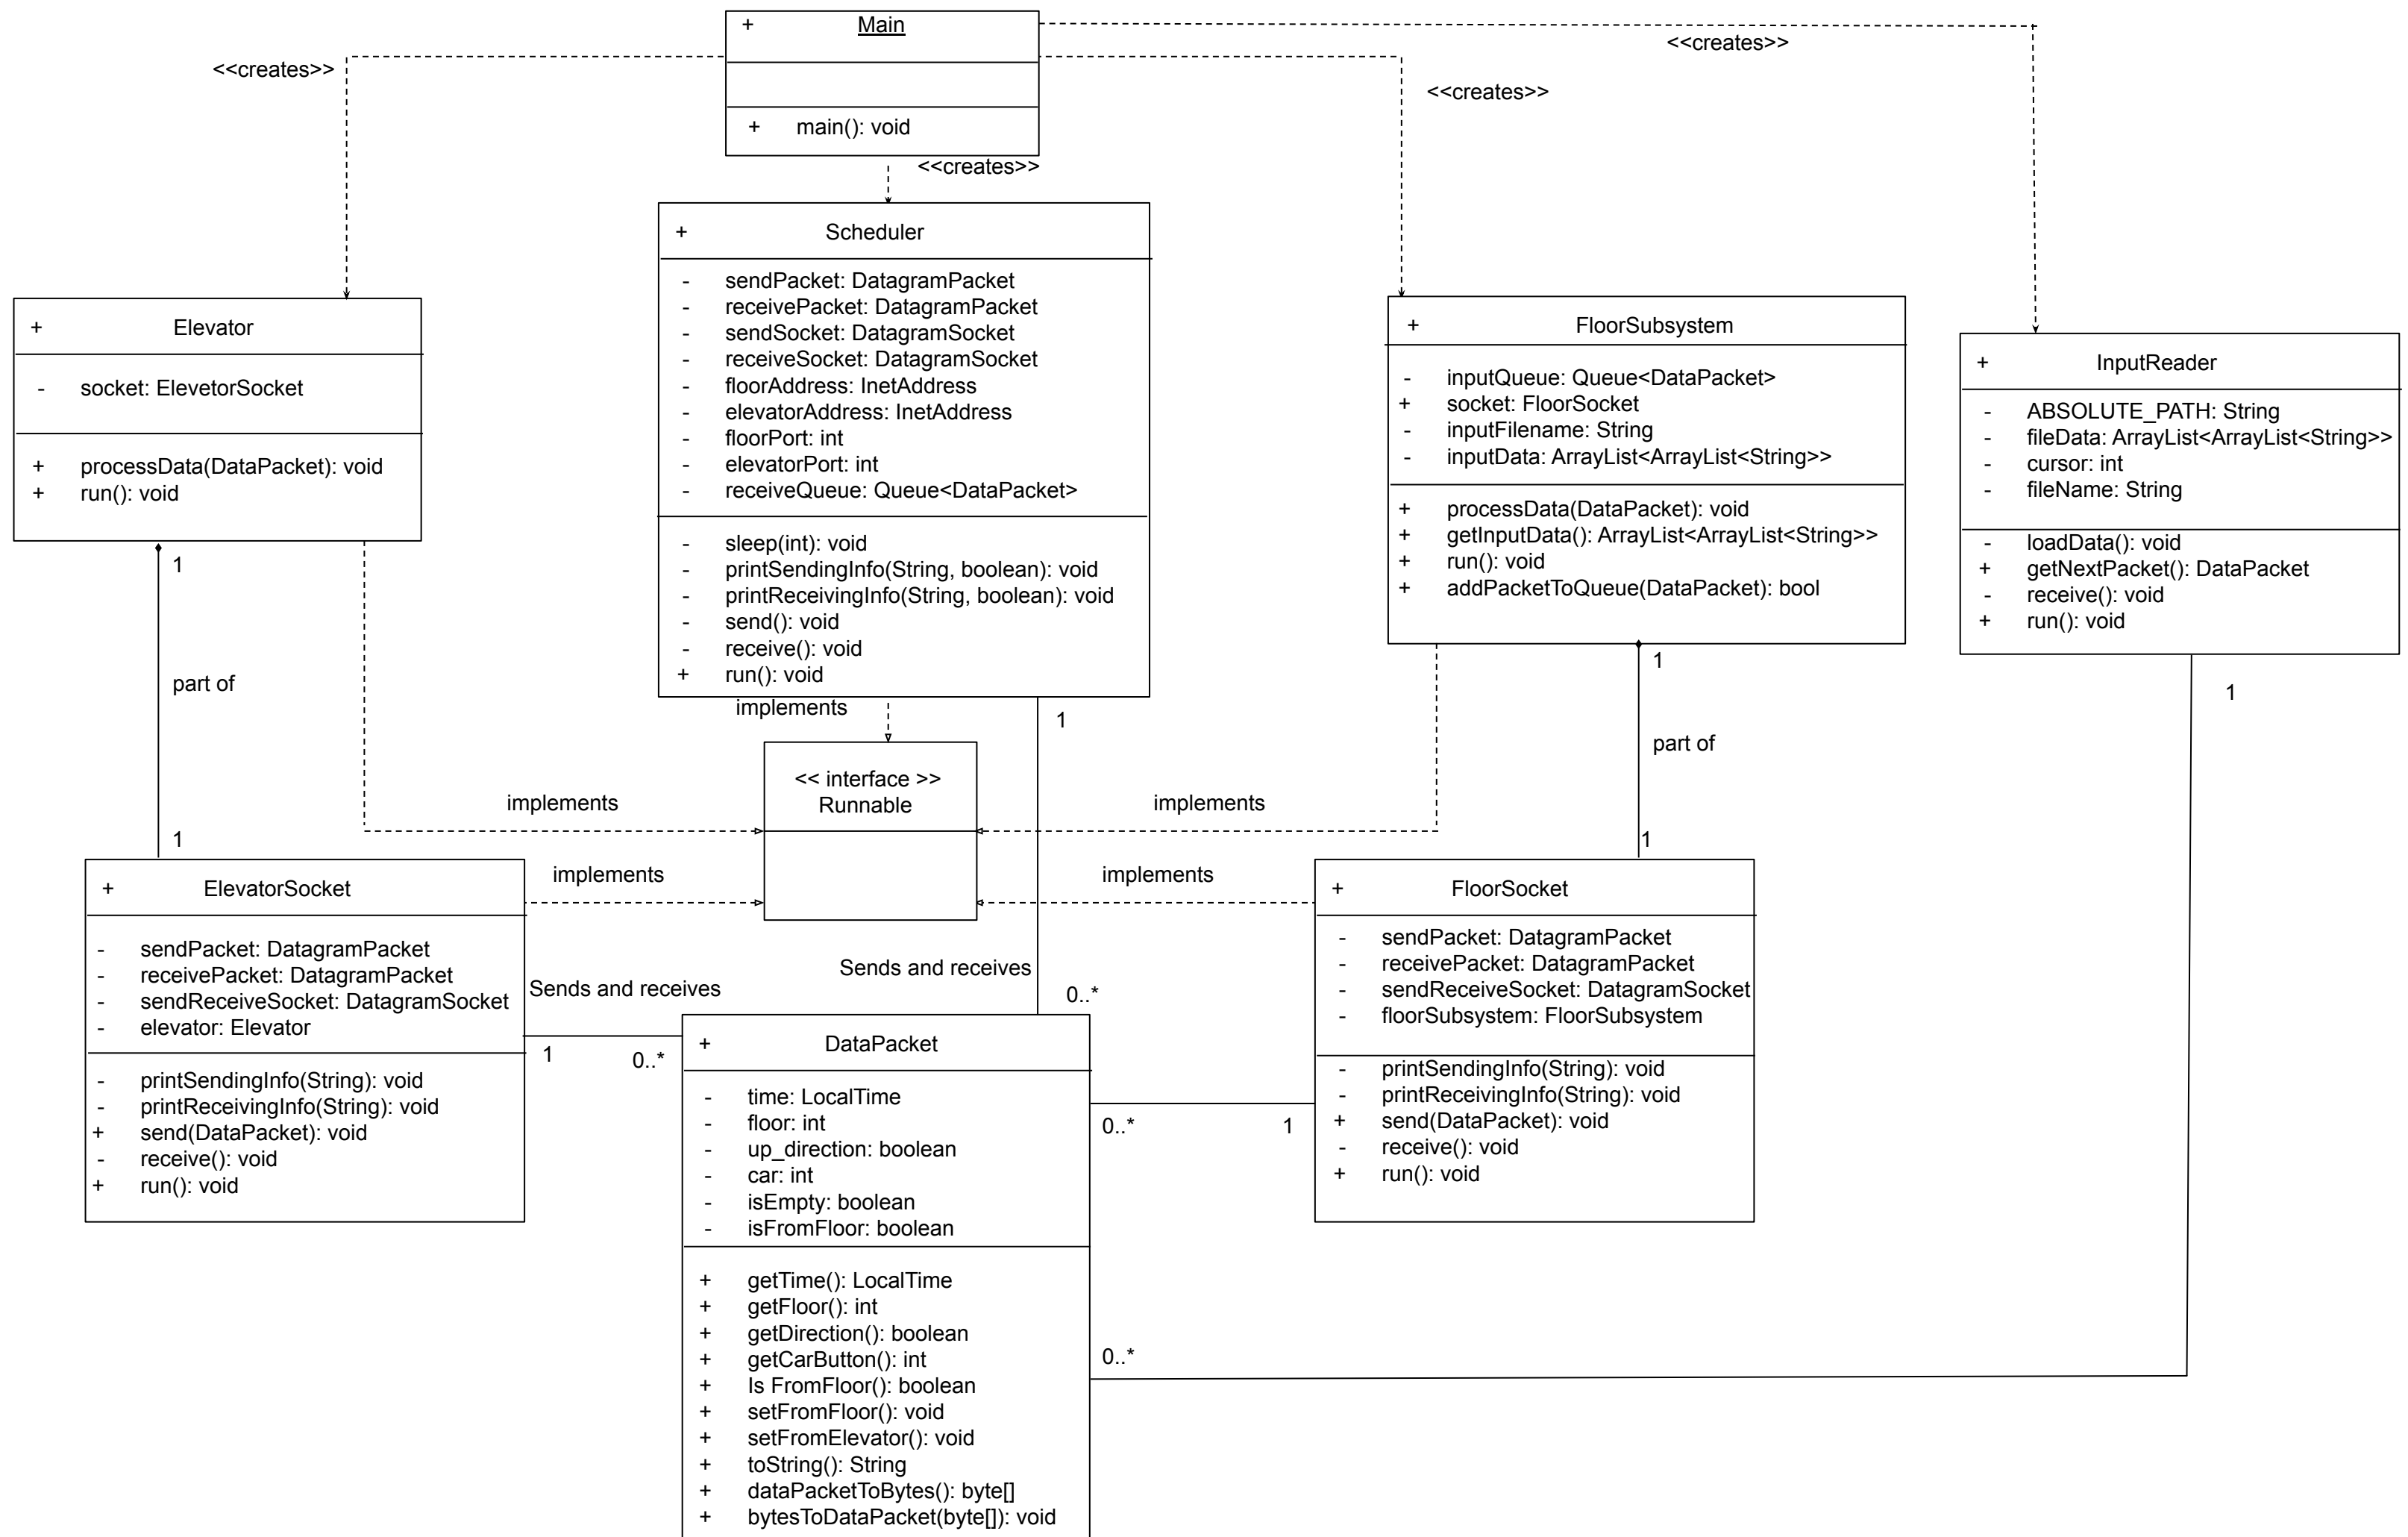 + Main
+ main(): void
<<creates>>
<<creates>>
<<creates>>
<<creates>>
+ Scheduler
- sendPacket: DatagramPacket
- receivePacket: DatagramPacket
- sendSocket: DatagramSocket
- receiveSocket: DatagramSocket
- floorAddress: InetAddress
- elevatorAddress: InetAddress
- floorPort: int
- elevatorPort: int
- receiveQueue: Queue<DataPacket>
- sleep(int): void
- printSendingInfo(String, boolean): void
- printReceivingInfo(String, boolean): void
- send(): void
- receive(): void
+ run(): void
+ Elevator
- socket: ElevetorSocket
+ processData(DataPacket): void
+ run(): void
+ FloorSubsystem
- inputQueue: Queue<DataPacket>
+ socket: FloorSocket
- inputFilename: String
- inputData: ArrayList<ArrayList<String>>
+ processData(DataPacket): void
+ getInputData(): ArrayList<ArrayList<String>>
+ run(): void
+ addPacketToQueue(DataPacket): bool
+ InputReader
- ABSOLUTE_PATH: String
- fileData: ArrayList<ArrayList<String>>
- cursor: int
- fileName: String
- loadData(): void
+ getNextPacket(): DataPacket
- receive(): void
+ run(): void
1
part of
1
implements
1
<< interface >>
Runnable
implements
implements
implements
implements
1
part of
1
1
+ ElevatorSocket
- sendPacket: DatagramPacket
- receivePacket: DatagramPacket
- sendReceiveSocket: DatagramSocket
- elevator: Elevator
- printSendingInfo(String): void
- printReceivingInfo(String): void
+ send(DataPacket): void
- receive(): void
+ run(): void
Sends and receives
1
0..*
Sends and receives
0..*
+ DataPacket
- time: LocalTime
- floor: int
- up_direction: boolean
- car: int
- isEmpty: boolean
- isFromFloor: boolean
+ getTime(): LocalTime
+ getFloor(): int
+ getDirection(): boolean
+ getCarButton(): int
+ Is FromFloor(): boolean
+ setFromFloor(): void
+ setFromElevator(): void
+ toString(): String
+ dataPacketToBytes(): byte[]
+ bytesToDataPacket(byte[]): void
0..*
1
0..*
+ FloorSocket
- sendPacket: DatagramPacket
- receivePacket: DatagramPacket
- sendReceiveSocket: DatagramSocket
- floorSubsystem: FloorSubsystem
- printSendingInfo(String): void
- printReceivingInfo(String): void
+ send(DataPacket): void
- receive(): void
+ run(): void